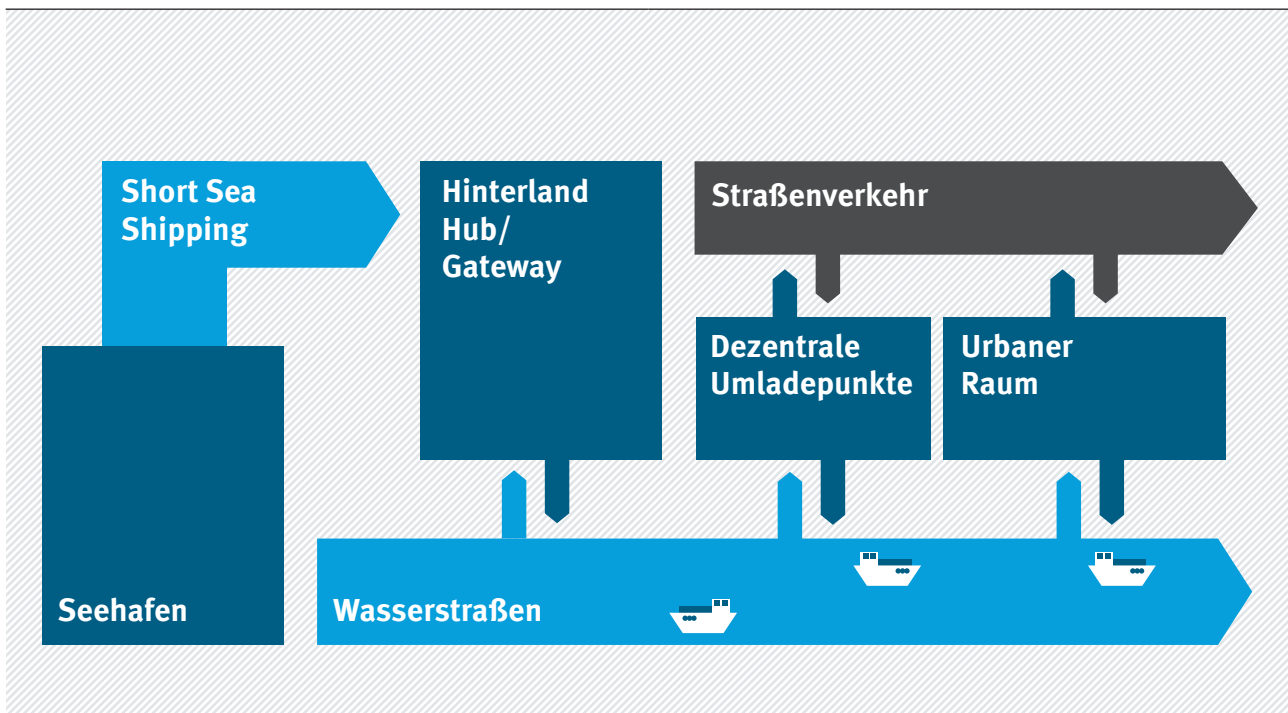 Short Sea
Shipping
Hinterland
Hub/
Gateway
Straßenverkehr
Dezentrale
Umladepunkte
Urbaner
Raum
Seehafen
Wasserstraßen